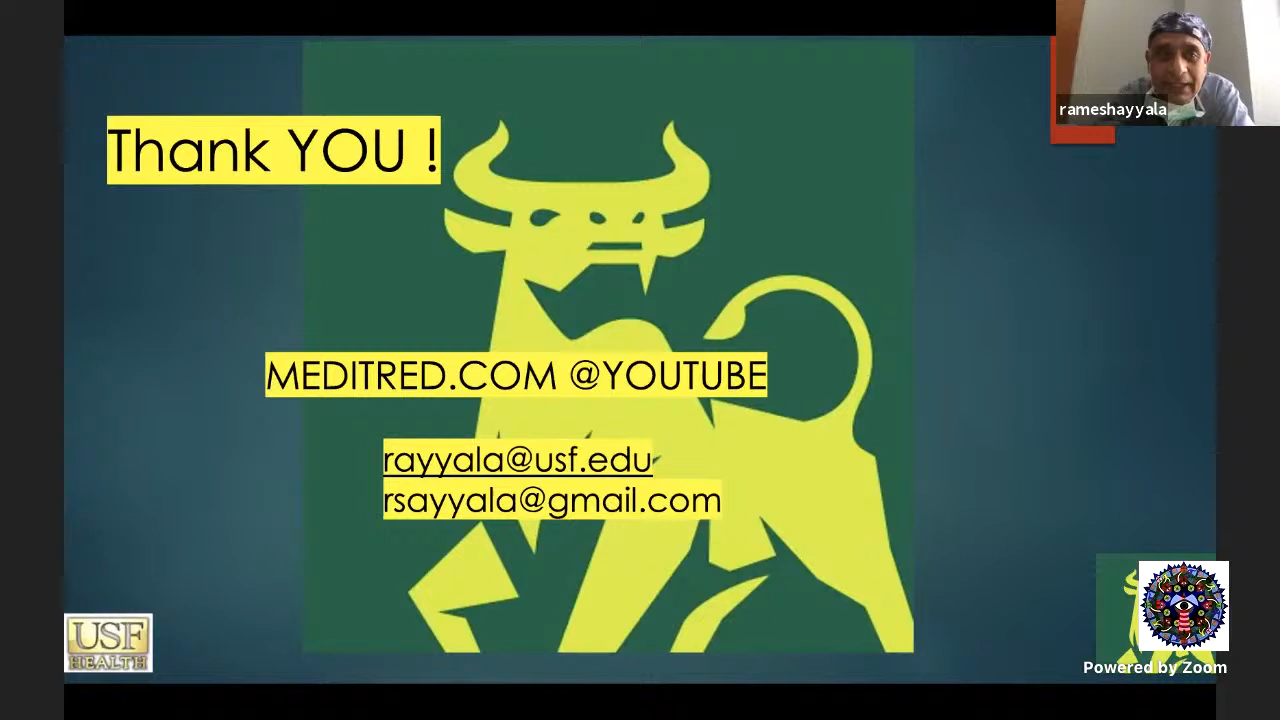 rameshayyala
Thank YOU !
MEDITRED.COM @YOUTUBE
rayyala@usf.edu
rsayyala@gmail.com
USF
HEALTH
Powered by Zoom